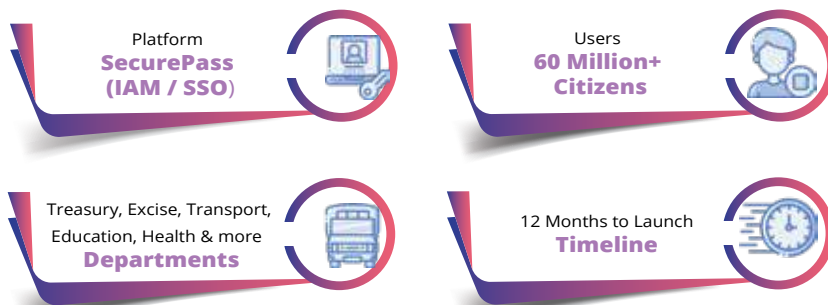 Platform
SecurePass
(IAM / SSO)
Users
60 Million+
Citizens
Treasury, Excise, Transport,
Education, Health & more
Departments
12 Months to Launch
Timeline